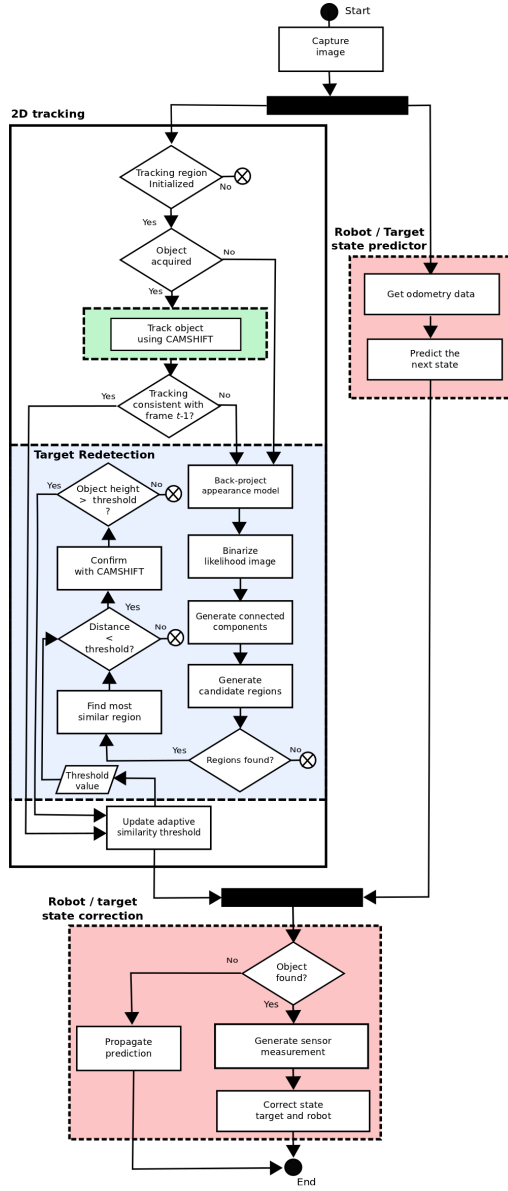 Start
Capture
image
2D tracking
Tracking region
Initialized
No
Yes
Object
acquired
No
Yes
Robot / Target
state predictor
Get odometry data
Predict the
next state
Track object
using CAMSHIFT
Yes
Tracking
consistent with
frame t-1?
No
Target Redetection
Yes
Object height
> threshold
?
No
Back-project
appearance model
Confirm
with CAMSHIFT
Binarize
likelihood image
Yes
Distance
<
threshold?
No
Generate connected
components
Find most
similar region
Generate
candidate regions
Yes
Regions found?
No
Threshold
value
Update adaptive
similarity threshold
Robot / target
state correction
No
Object
found?
Yes
Propagate
prediction
Generate sensor
measurement
Correct state
target and robot
End